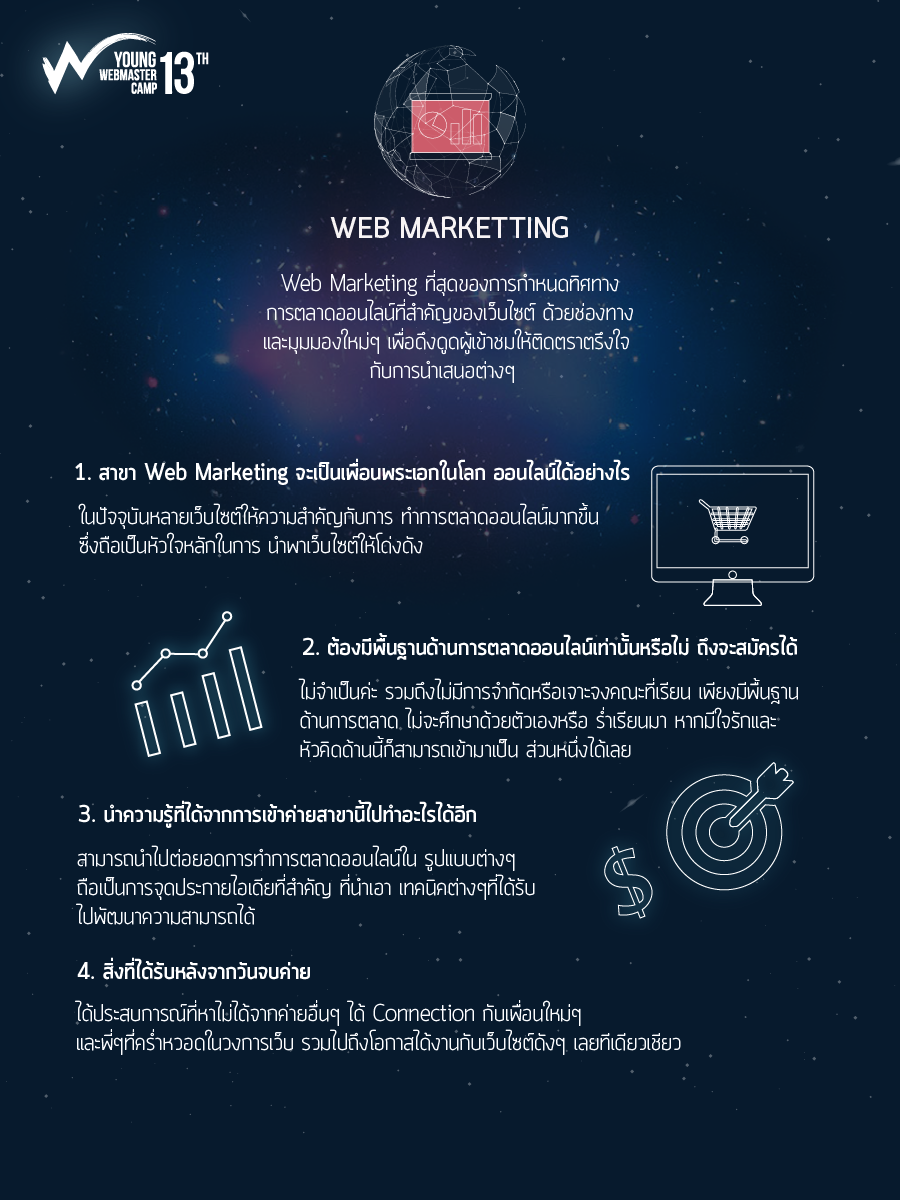 YOUNG
WEBMASTER
CAMP
13TH
WEB MARKETTING
Web Marketing ที่สุดของการกำหนดทิศทาง
การตลาดออนไลน์ที่สำคัญของเว็บไซต์ ด้วยช่องทาง
และมุมมองใหม่ๆ เพื่อดึงดูดผู้เข้าชมให้ติดตราตรึงใจ
กับการนำเสนอต่างๆ
1. สาขา Web Marketing จะเป็นเพื่อนพระเอกในโลก ออนไลน์ได้อย่างไร
ในปัจจุบันหลายเว็บไซต์ให้ความสำคัญกับการ ทำการตลาดออนไลน์มากขึ้น
ซึ่งถือเป็นหัวใจหลักในการ นำพาเว็บไซต์ให้โด่งดัง
2. ต้องมีพื้นฐานด้านการตลาดออนไลน์เท่านั้นหรือไม่ ถึงจะสมัครได้
ไม่จำเป็นค่ะ รวมถึงไม่มีการจำกัดหรือเจาะจงคณะที่เรียน เพียงมีพื้นฐาน
ด้านการตลาด ไม่จะศึกษาด้วยตัวเองหรือ ร่ำเรียนมา หากมีใจรักและ
หัวคิดด้านนี้ก็สามารถเข้ามาเป็น ส่วนหนึ่งได้เลย
3. นำความรู้ที่ได้จากการเข้าค่ายสาขานี้ไปทำอะไรได้อีก
สามารถนำไปต่อยอดการทำการตลาดออนไลน์ใน รูปแบบต่างๆ
ถือเป็นการจุดประกายไอเดียที่สำคัญ ที่นำเอา เทคนิคต่างๆที่ได้รับ
ไปพัฒนาความสามารถได้
4. สิ่งที่ได้รับหลังจากวันจบค่าย
ได้ประสบการณ์ที่หาไม่ได้จากค่ายอื่นๆ ได้ Connection กับเพื่อนใหม่ๆ
และพี่ๆที่คร่ำหวอดในวงการเว็บ รวมไปถึงโอกาสได้งานกับเว็บไซต์ดังๆ เลยทีเดียวเชียว